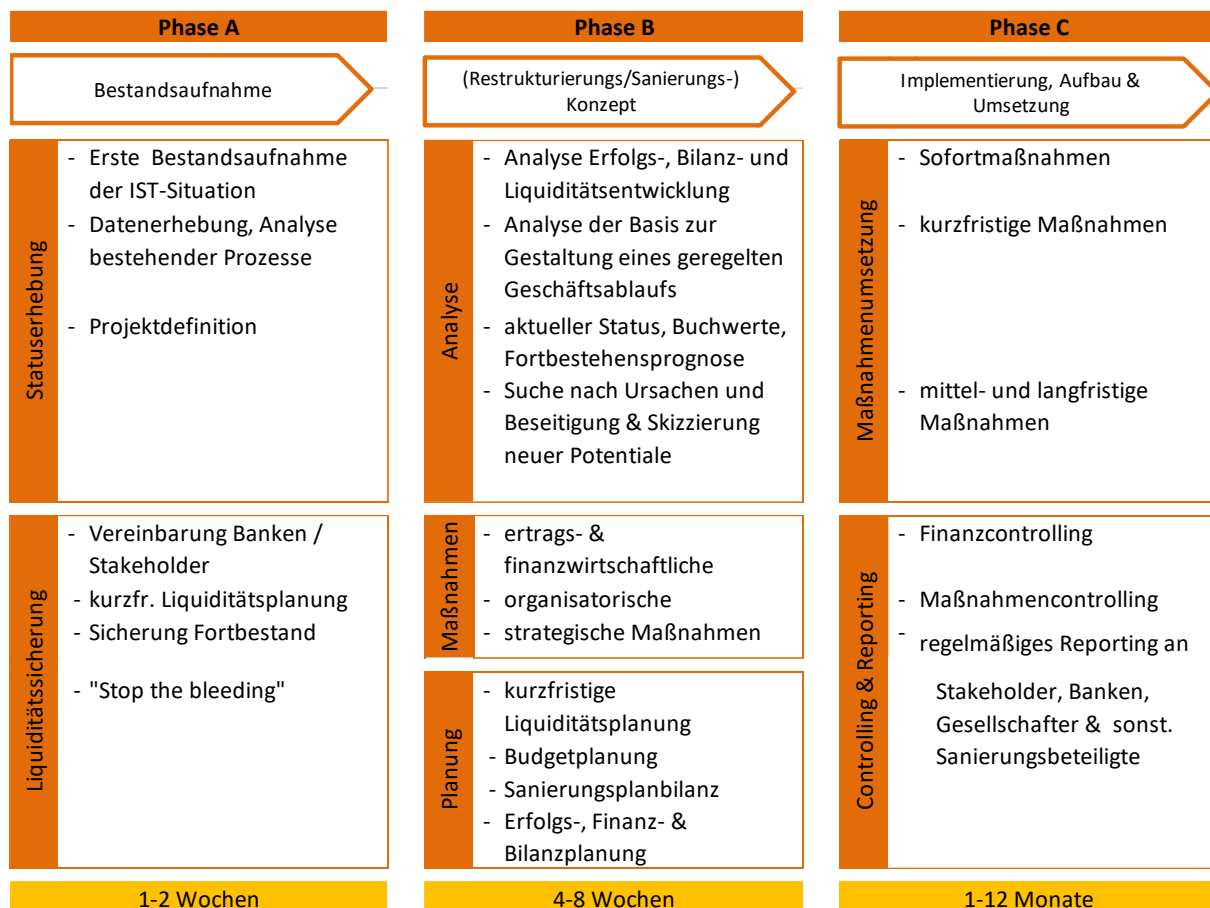 Phase A
Bestandsaufnahme
Statuserhebung
- Erste Bestandsaufnahme
der IST-Situation
- Datenerhebung, Analyse
bestehender Prozesse
- Projektdefinition
Liquiditätssicherung
- Vereinbarung Banken /
Stakeholder
- kurzfr. Liquiditätsplanung
- Sicherung Fortbestand
- "Stop the bleeding"
1-2 Wochen
Phase B
(Restrukturierungs/Sanierungs-)
Konzept
Analyse
- Analyse Erfolgs-, Bilanz- und
Liquiditätsentwicklung
- Analyse der Basis zur
Gestaltung eines geregelten
Geschäftsablaufs
- aktueller Status, Buchwerte,
Fortbestehensprognose
- Suche nach Ursachen und
Beseitigung & Skizzierung
neuer Potentiale
Maßnahmen
- ertrags- &
finanzwirtschaftliche
- organisatorische
- strategische Maßnahmen
Planung
- kurzfristige
Liquiditätsplanung
- Budgetplanung
- Sanierungsplanbilanz
- Erfolgs-, Finanz- &
Bilanzplanung
4-8 Wochen
Phase C
Implementierung, Aufbau &
Umsetzung
Maßnahmenumsetzung
- Sofortmaßnahmen
- kurzfristige Maßnahmen
- mittel- und langfristige
Maßnahmen
Controlling & Reporting
- Finanzcontrolling
- Maßnahmencontrolling
- regelmäßiges Reporting an
Stakeholder, Banken,
Gesellschafter & sonst.
Sanierungsbeteiligte
1-12 Monate